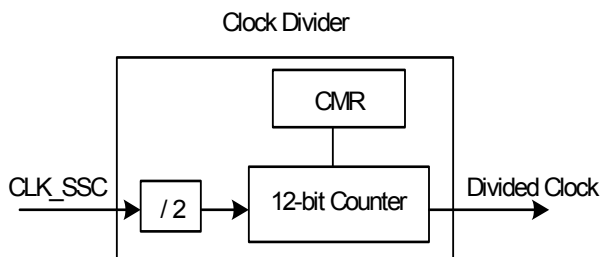 Clock Divider
CMR
CLK_SSC
/ 2
12-bit Counter
Divided Clock